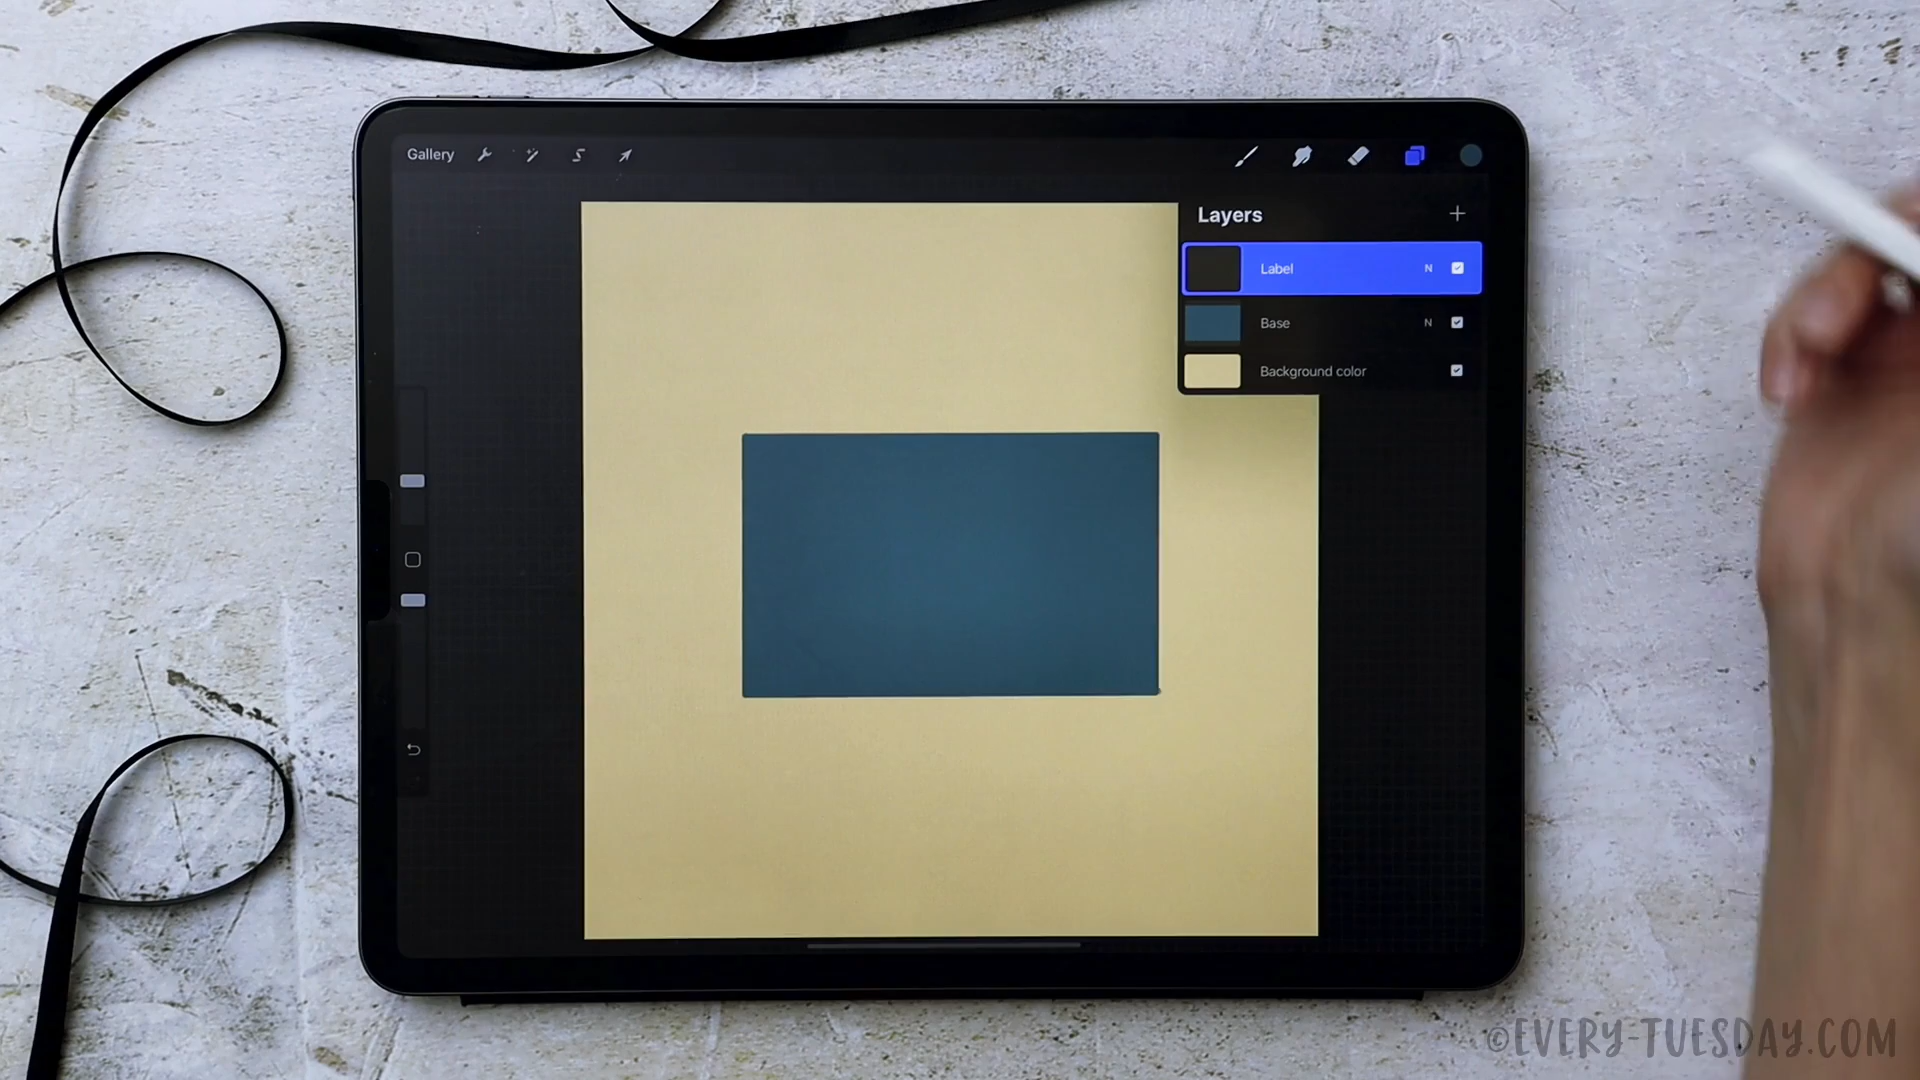 Gallery
Layers
Label N
Base N
Background color
©EVERY-TUESDAY.COM